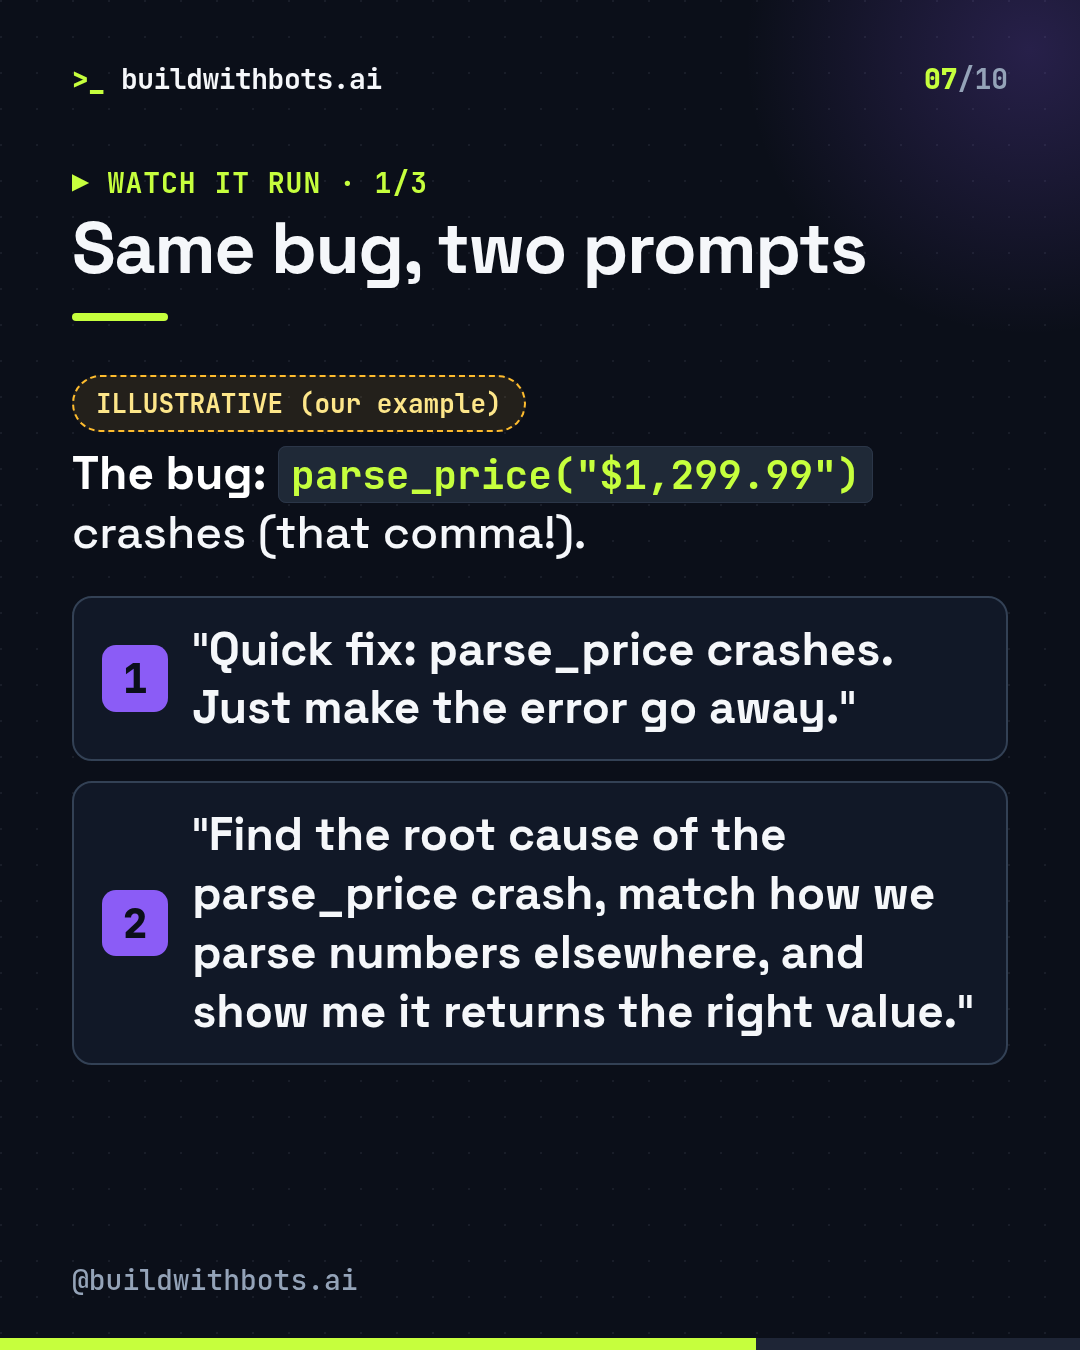 >_ buildwithbots.ai
07/10
▶ WATCH IT RUN · 1/3
Same bug, two prompts
ILLUSTRATIVE (our example)
The bug: parse_price("$1,299.99")
crashes (that comma!).
1
"Quick fix: parse_price crashes.
Just make the error go away."
2
"Find the root cause of the
parse_price crash, match how we
parse numbers elsewhere, and
show me it returns the right value."
@buildwithbots.ai